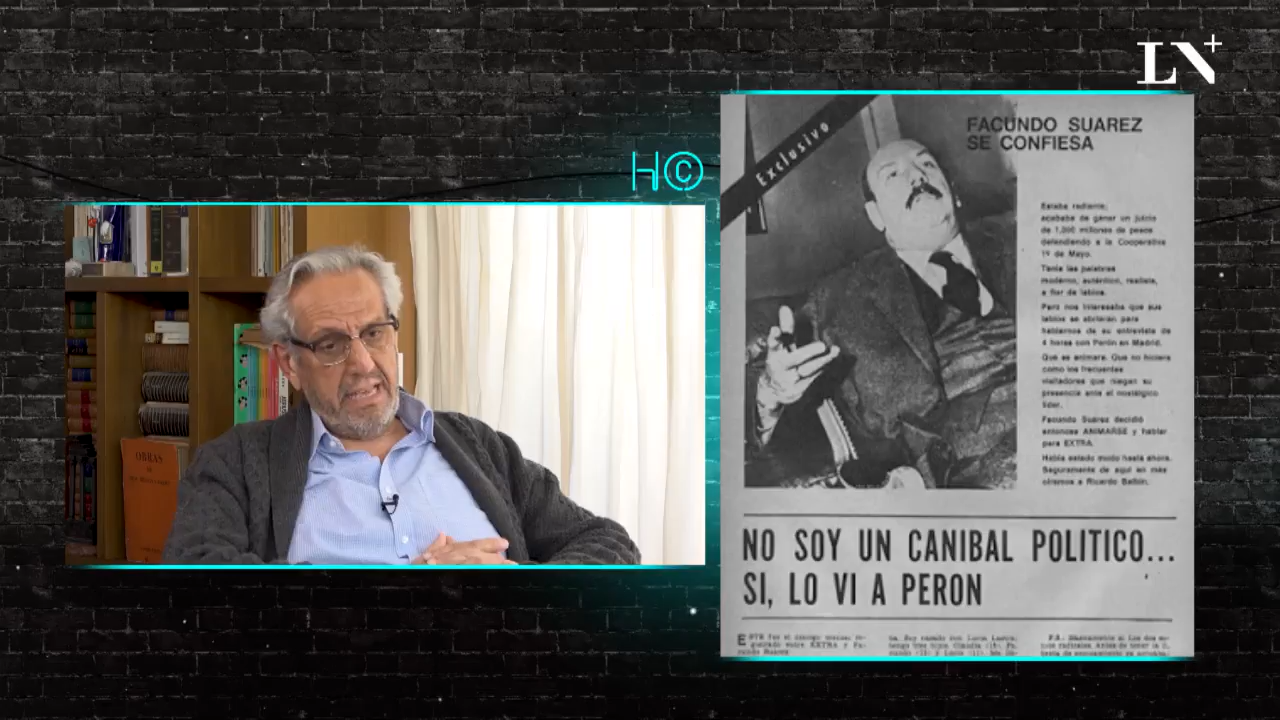 LN+
HC
OBRAS
Exclusivo
FACUNDO SUAREZ
SE CONFIESA
Estaba radiante;
acababa de ganar un juicio
de 1.000 millones de pesos
defendiendo a la Cooperativa
1º de Mayo.
Tenía las palabras
moderno, auténtico, realista,
a flor de labios.
Pero nos interesaba que sus
labios se abrieran para
hablarnos de su entrevista de
4 horas con Perón en Madrid.
Que se animara. Que no hiciera
como los frecuentes
visitadores que niegan su
presencia ante el nostálgico
líder.
Facundo Suárez decidió
entonces ANIMARSE y hablar
para EXTRA.
Había estado mudo hasta ahora.
Seguramente de aquí en más
oiremos a Ricardo Balbín.
NO SOY UN CANIBAL POLITICO...
SI, LO VI A PERON